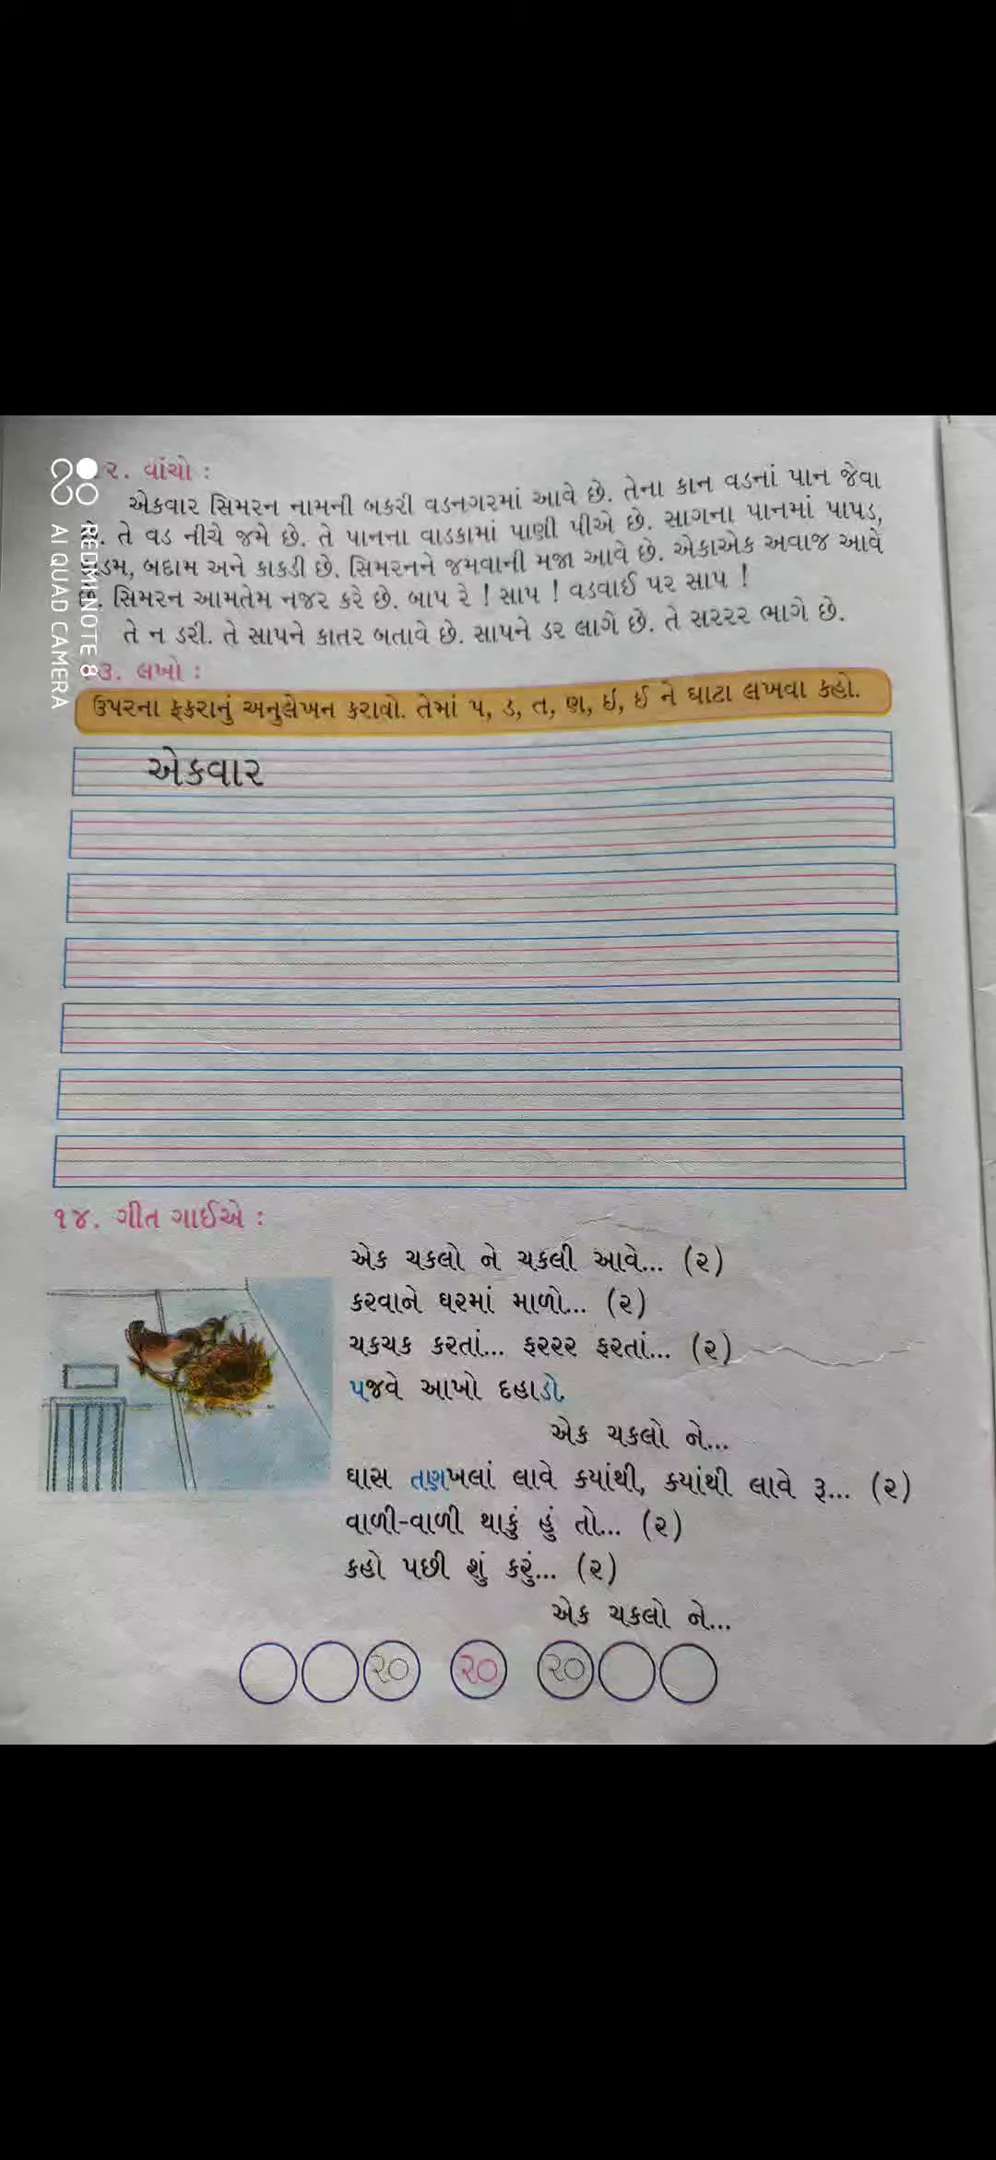 ૨. વાંચો :
એકવાર સિમરન નામની બકરી વડનગરમાં આવે છે. તેના કાન વડનાં પાન જેવા
તે વડ નીચે જમે છે. તે પાનના વાડકામાં પાણી પીએ છે. સાગના પાનમાં પાપડ,
બદામ અને કાકડી છે. સિમરનને જમવાની મજા આવે છે. એકાએક અવાજ આવે
સિમરન આમતેમ નજર કરે છે. બાપ રે ! સાપ ! વડવાઈ પર સાપ !
તે ન ડરી. તે સાપને કાતર બતાવે છે. સાપને ડર લાગે છે. તે સરરર ભાગે છે.
૩. લખો :
ઉપરના ફકરાનું અનુલેખન કરાવો. તેમાં પ, ડ, ત, ણ, ઇ, ઈ ને ઘાટા લખવા કહો.
એકવાર
૧૪. ગીત ગાઈએ :
એક ચકલો ને ચકલી આવે... (૨)
કરવાને ઘરમાં માળો... (૨)
ચકચક કરતાં... ફરરર ફરતાં... (૨)
પજવે આખો દહાડો.
એક ચકલો ને...
ઘાસ તણખલાં લાવે કયાંથી, કયાંથી લાવે રૂ... (૨)
વાળી-વાળી થાકું હું તો... (૨)
કહો પછી શું કરું... (૨)
એક ચકલો ને...
૨૦ ૨૦ ૨૦
REDMI NOTE 8
AI QUAD CAMERA